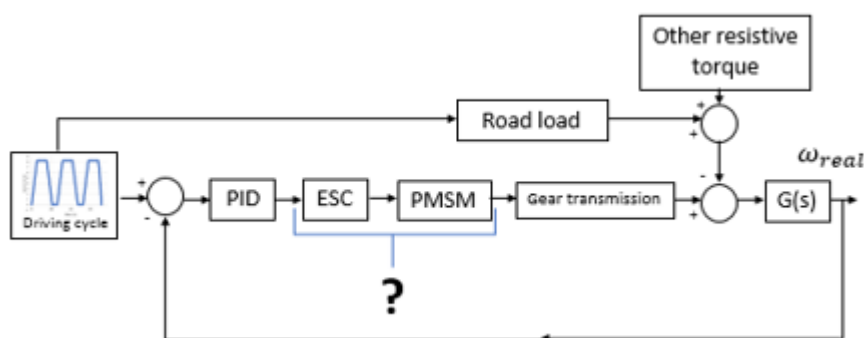 Other resistive
torque
Road load
ω_real
+
+
+
-
-
+
Driving cycle
PID
ESC
PMSM
Gear transmission
G(s)
?